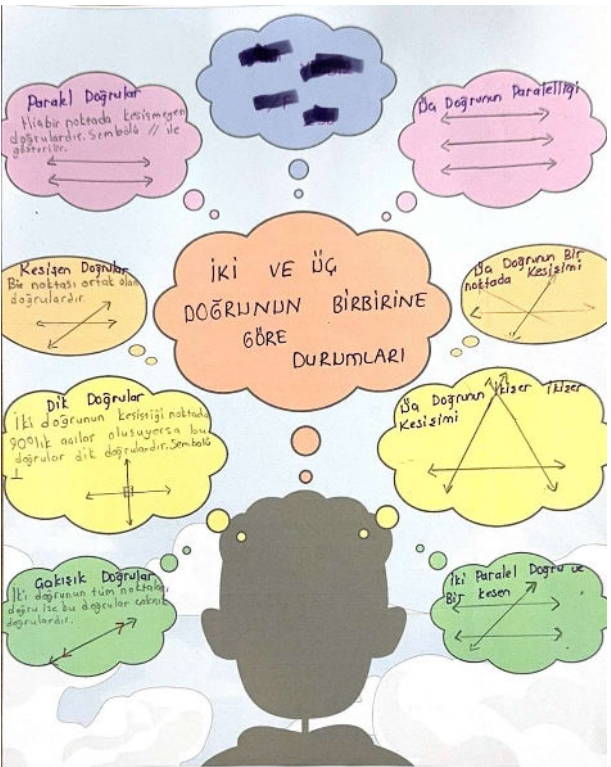 Paralel Doğrular
Hiçbir noktada kesişmeyen
doğrulardır. Sembolü // ile
gösterilir.
Üç Doğrunun Paralelliği
İKİ VE ÜÇ
DOĞRUNUN BİRBİRİNE
GÖRE
DURUMLARI
Kesişen Doğrular
Bir noktası ortak olan
doğrulardır.
Üç Doğrunun Bir
noktada Kesişimi
Dik Doğrular
İki doğrunun kesiştiği noktada
90°lik açılar oluşuyorsa bu
doğrular dik doğrulardır. Sembolü
⊥
Üç Doğrunun İkişer İkişer
Kesişimi
Çakışık Doğrular
İki doğrunun tüm noktaları
doğru ise bu doğrular çakışık
doğrulardır.
İki Paralel Doğru ve
Bir kesen